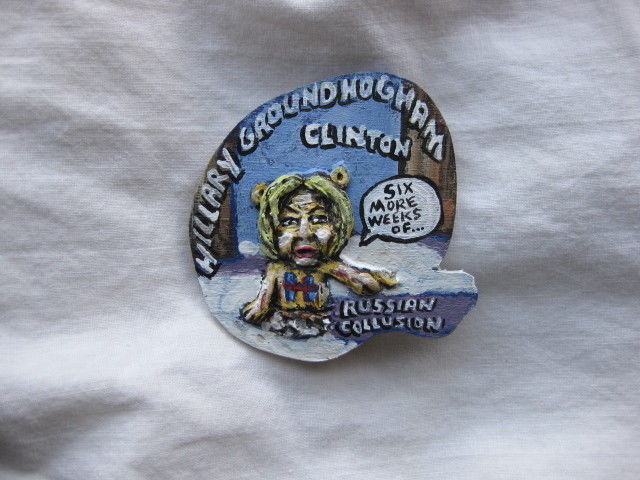 HILLARY GROUNDHOGHAM
CLINTON
SIX
MORE
WEEKS
OF...
H
RUSSIAN
COLLUSION